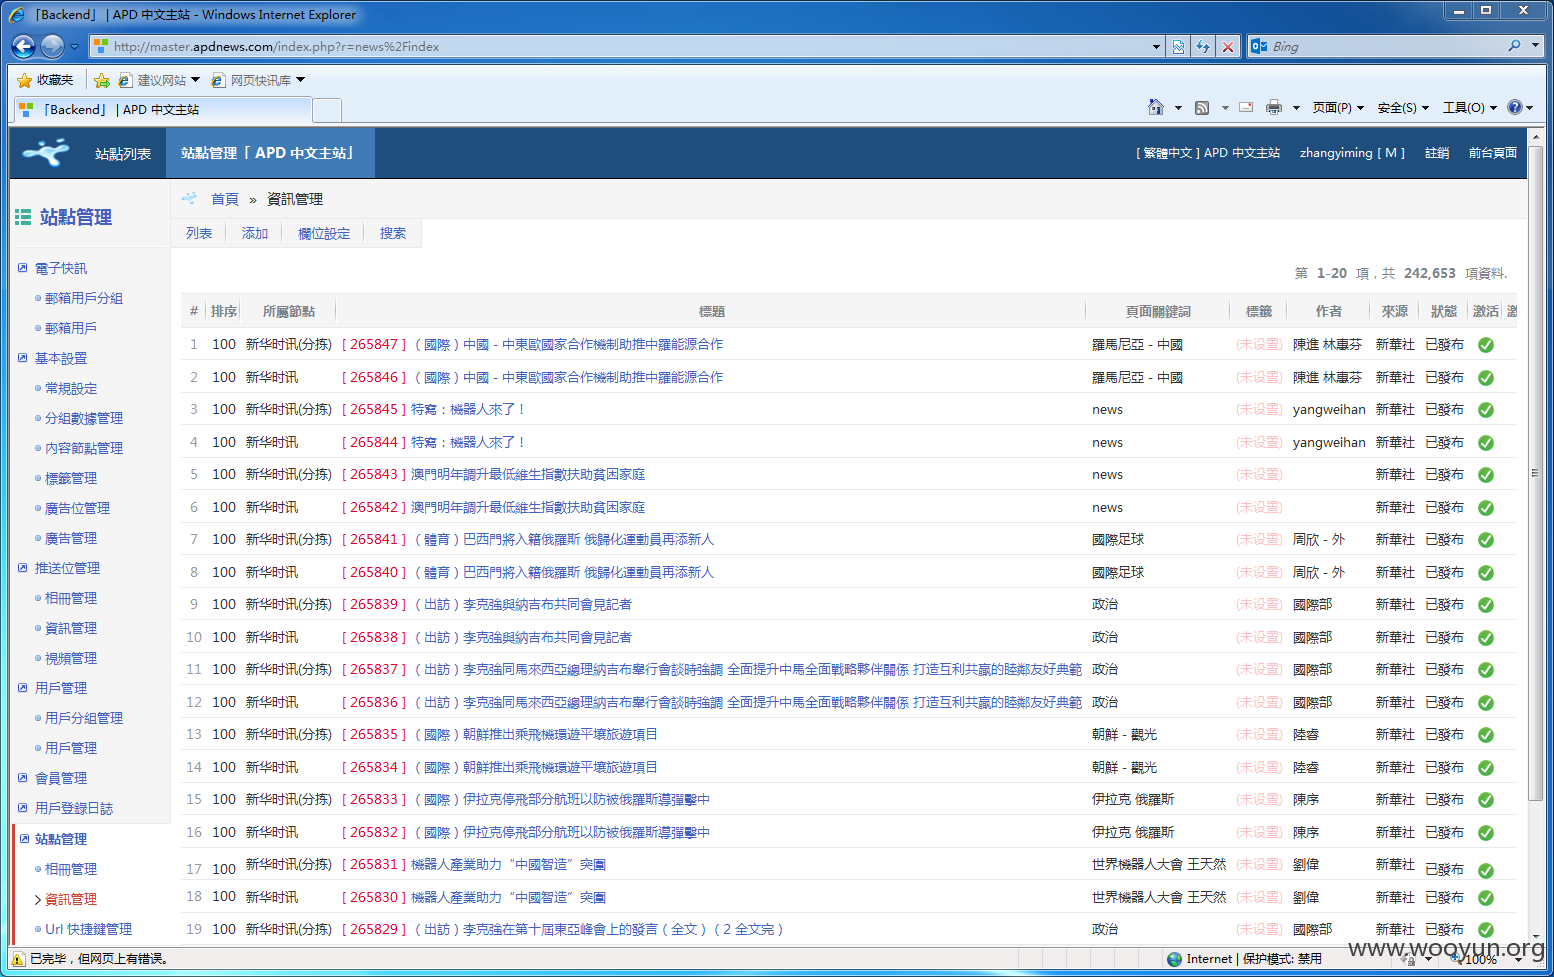 「Backend」 | APD 中文主站 - Windows Internet Explorer
http://master.apdnews.com/index.php?r=news%2Findex
Bing
收藏夹 建议网站 网页快讯库
「Backend」 | APD 中文主站
页面(P) 安全(S) 工具(O)
站點列表 站點管理「 APD 中文主站」 [ 繁體中文 ] APD 中文主站 zhangyiming [ M ] 註銷 前台頁面
站點管理
電子快訊
郵箱用戶分組
郵箱用戶
基本設置
常規設定
分組數據管理
內容節點管理
標籤管理
廣告位管理
廣告管理
推送位管理
相冊管理
資訊管理
視頻管理
用戶管理
用戶分組管理
用戶管理
會員管理
用戶登錄日誌
站點管理
相冊管理
資訊管理
Url 快捷鍵管理
首頁 » 資訊管理
列表 添加 欄位設定 搜索
第 1-20 項 , 共 242,653 項資料.
# 排序 所屬節點 標題 頁面關鍵詞 標籤 作者 來源 狀態 激活 激
1 100 新华时讯(分拣) [ 265847 ] （ 國際 ) 中國 - 中東歐國家合作機制助推中羅能源合作 羅馬尼亞 - 中國 (未设置) 陳進 林惠芬 新華社 已發布
2 100 新华时讯 [ 265846 ] （ 國際 ) 中國 - 中東歐國家合作機制助推中羅能源合作 羅馬尼亞 - 中國 (未设置) 陳進 林惠芬 新華社 已發布
3 100 新华时讯(分拣) [ 265845 ] 特寫：機器人來了！ news (未设置) yangweihan 新華社 已發布
4 100 新华时讯 [ 265844 ] 特寫：機器人來了！ news (未设置) yangweihan 新華社 已發布
5 100 新华时讯(分拣) [ 265843 ] 澳門明年調升最低維生指數扶助貧困家庭 news (未设置) 新華社 已發布
6 100 新华时讯 [ 265842 ] 澳門明年調升最低維生指數扶助貧困家庭 news (未设置) 新華社 已發布
7 100 新华时讯(分拣) [ 265841 ] （ 體育 ) 巴西門將入籍俄羅斯 俄歸化運動員再添新人 國際足球 (未设置) 周欣 - 外 新華社 已發布
8 100 新华时讯 [ 265840 ] （ 體育 ) 巴西門將入籍俄羅斯 俄歸化運動員再添新人 國際足球 (未设置) 周欣 - 外 新華社 已發布
9 100 新华时讯(分拣) [ 265839 ] （ 出訪 ) 李克強與納吉布共同會見記者 政治 (未设置) 國際部 新華社 已發布
10 100 新华时讯 [ 265838 ] （ 出訪 ) 李克強與納吉布共同會見記者 政治 (未设置) 國際部 新華社 已發布
11 100 新华时讯(分拣) [ 265837 ] （ 出訪 ) 李克強同馬來西亞總理納吉布舉行會談時強調 全面提升中馬全面戰略夥伴關係 打造互利共贏的睦鄰友好典範 政治 (未设置) 國際部 新華社 已發布
12 100 新华时讯 [ 265836 ] （ 出訪 ) 李克強同馬來西亞總理納吉布舉行會談時強調 全面提升中馬全面戰略夥伴關係 打造互利共贏的睦鄰友好典範 政治 (未设置) 國際部 新華社 已發布
13 100 新华时讯(分拣) [ 265835 ] （ 國際 ) 朝鮮推出乘飛機環遊平壤旅遊項目 朝鮮 - 觀光 (未设置) 陸睿 新華社 已發布
14 100 新华时讯 [ 265834 ] （ 國際 ) 朝鮮推出乘飛機環遊平壤旅遊項目 朝鮮 - 觀光 (未设置) 陸睿 新華社 已發布
15 100 新华时讯(分拣) [ 265833 ] （ 國際 ) 伊拉克停飛部分航班以防被俄羅斯導彈擊中 伊拉克 俄羅斯 (未设置) 陳序 新華社 已發布
16 100 新华时讯 [ 265832 ] （ 國際 ) 伊拉克停飛部分航班以防被俄羅斯導彈擊中 伊拉克 俄羅斯 (未设置) 陳序 新華社 已發布
17 100 新华时讯(分拣) [ 265831 ] 機器人產業助力“中國智造”突圍 世界機器人大會 王天然 (未设置) 劉偉 新華社 已發布
18 100 新华时讯 [ 265830 ] 機器人產業助力“中國智造”突圍 世界機器人大會 王天然 (未设置) 劉偉 新華社 已發布
19 100 新华时讯(分拣) [ 265829 ] （ 出訪 ) 李克強在第十屆東亞峰會上的發言 ( 全文 ) ( 2 全文完 ) 政治 (未设置) 國際部 新華社 已發布
www.wooyun.org
已完毕，但网页上有错误。 Internet | 保护模式: 禁用 100%